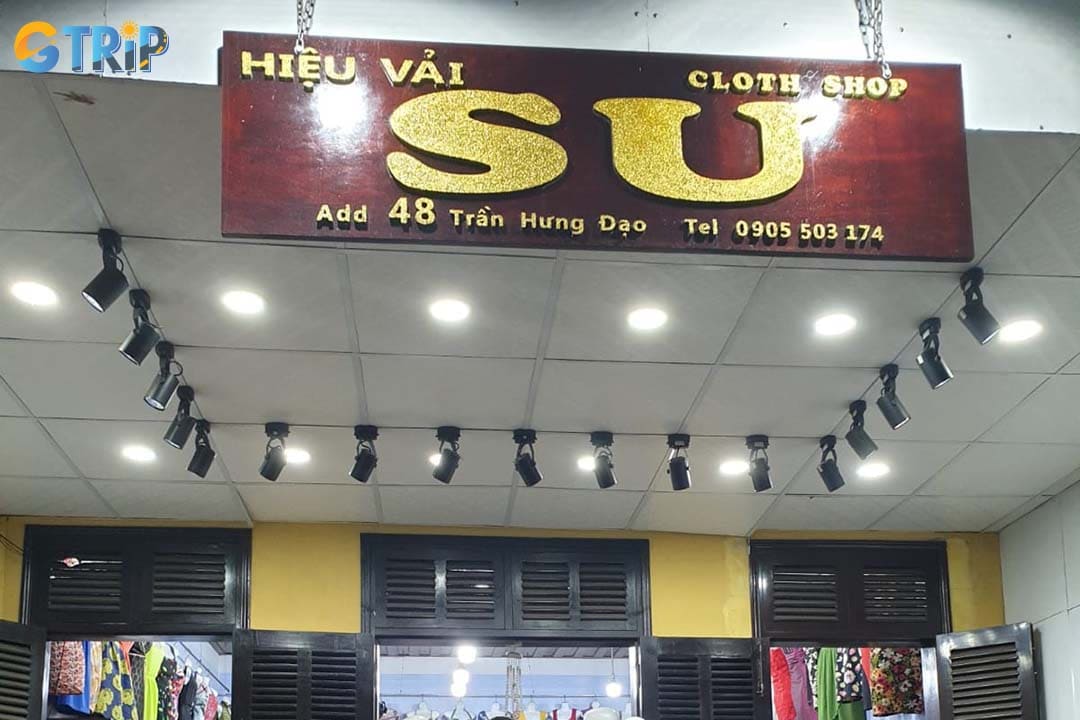 GTRIP
HIỆU VẢI CLOTH SHOP
SU
Add 48 Trần Hưng Đạo Tel 0905 503 174